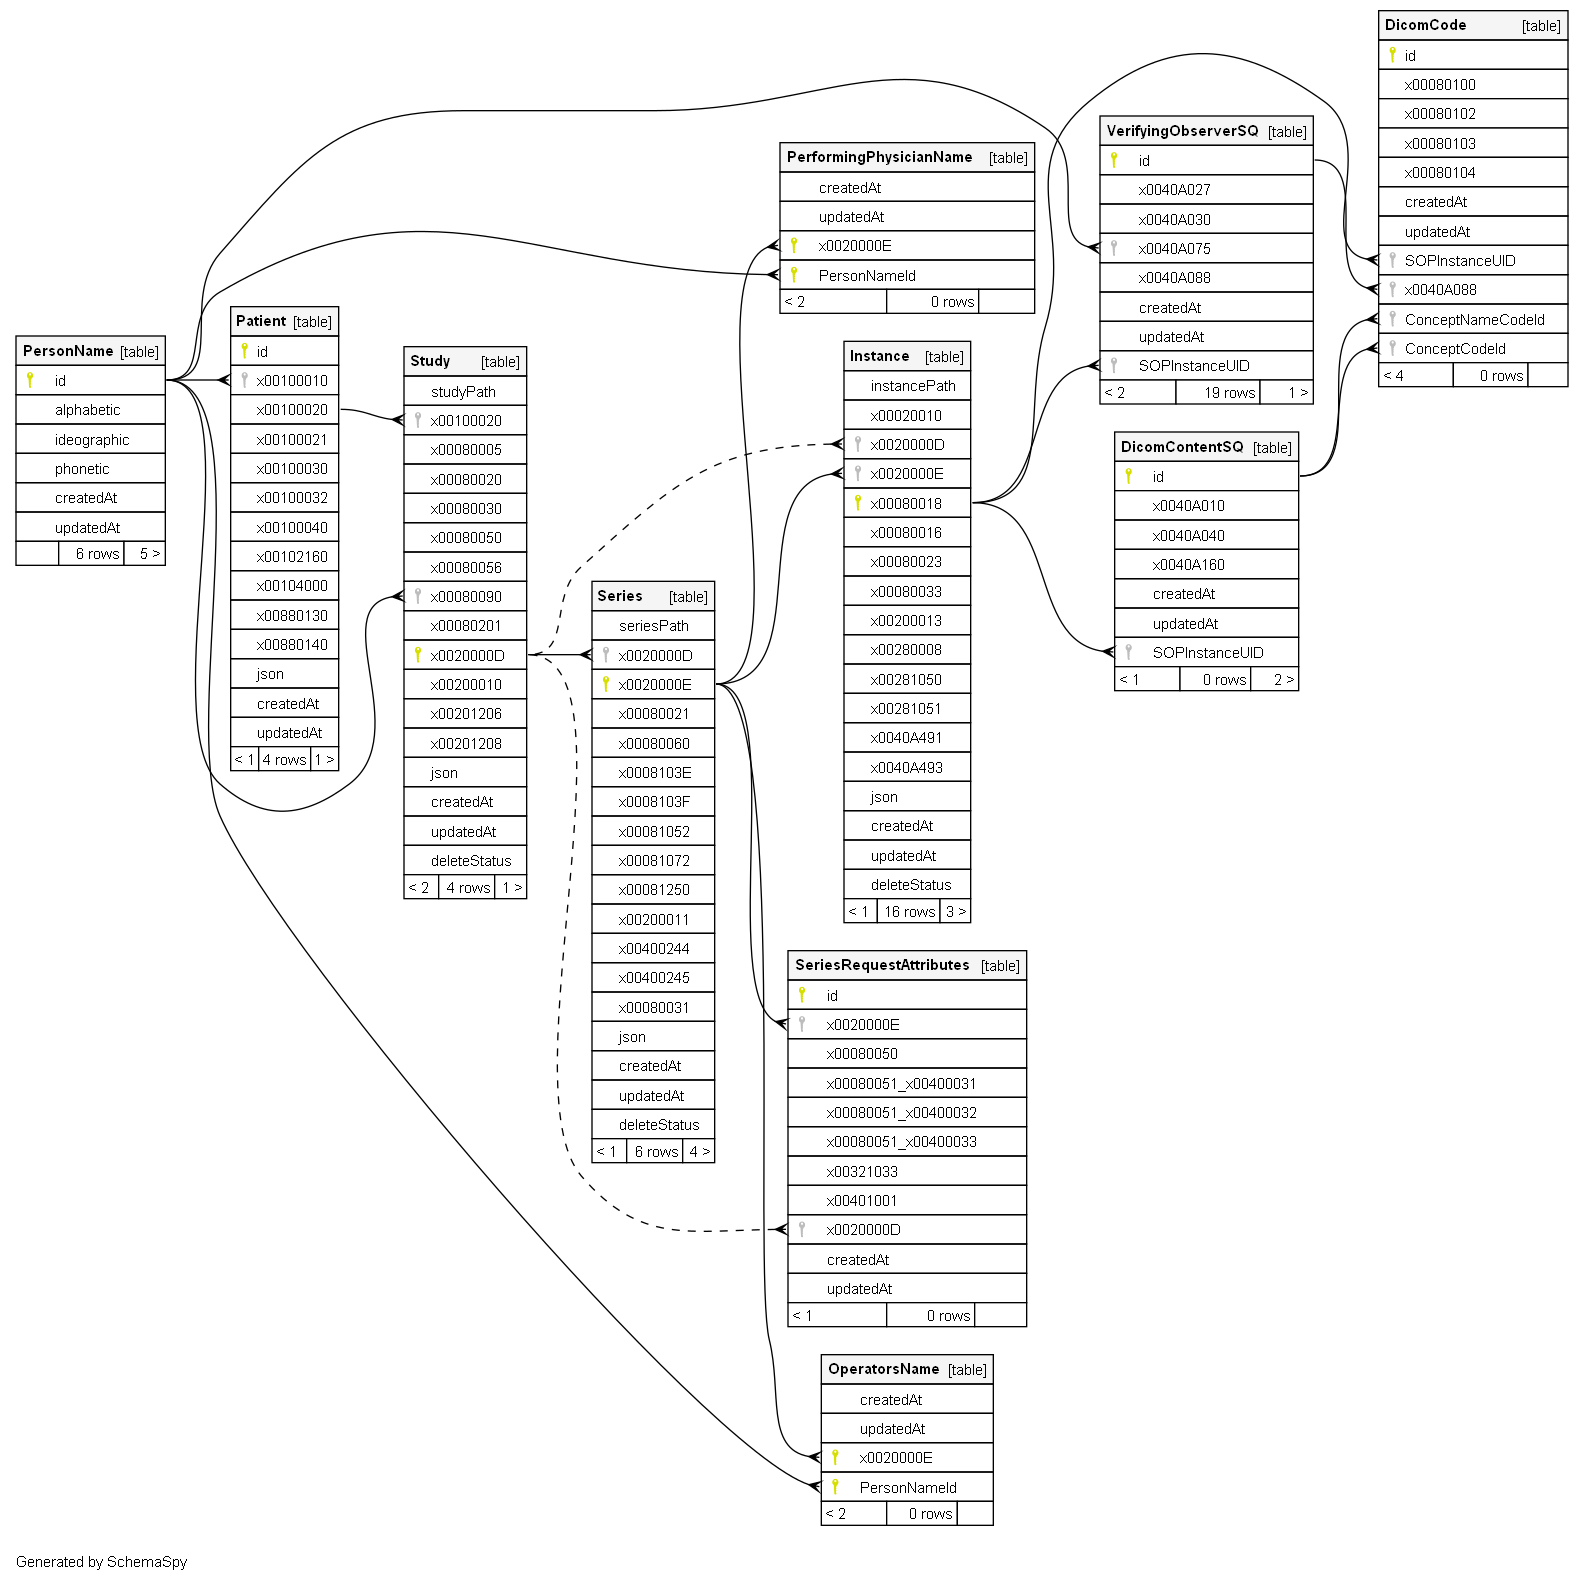 PersonName [table]
id
alphabetic
ideographic
phonetic
createdAt
updatedAt
6 rows 5 >
Patient [table]
id
x00100010
x00100020
x00100021
x00100030
x00100032
x00100040
x00102160
x00104000
x00880130
x00880140
json
createdAt
updatedAt
< 1 4 rows 1 >
Study [table]
studyPath
x00100020
x00080005
x00080020
x00080030
x00080050
x00080056
x00080090
x00080201
x0020000D
x00200010
x00201206
x00201208
json
createdAt
updatedAt
deleteStatus
< 2 4 rows 1 >
Series [table]
seriesPath
x0020000D
x0020000E
x00080021
x00080060
x0008103E
x0008103F
x00081052
x00081072
x00081250
x00200011
x00400244
x00400245
x00080031
json
createdAt
updatedAt
deleteStatus
< 1 6 rows 4 >
PerformingPhysicianName [table]
createdAt
updatedAt
x0020000E
PersonNameId
< 2 0 rows
Instance [table]
instancePath
x00020010
x0020000D
x0020000E
x00080018
x00080016
x00080023
x00080033
x00200013
x00280008
x00281050
x00281051
x0040A491
x0040A493
json
createdAt
updatedAt
deleteStatus
< 1 16 rows 3 >
SeriesRequestAttributes [table]
id
x0020000E
x00080050
x00080051_x00400031
x00080051_x00400032
x00080051_x00400033
x00321033
x00401001
x0020000D
createdAt
updatedAt
< 1 0 rows
OperatorsName [table]
createdAt
updatedAt
x0020000E
PersonNameId
< 2 0 rows
VerifyingObserverSQ [table]
id
x0040A027
x0040A030
x0040A075
x0040A088
createdAt
updatedAt
SOPInstanceUID
< 2 19 rows 1 >
DicomContentSQ [table]
id
x0040A010
x0040A040
x0040A160
createdAt
updatedAt
SOPInstanceUID
< 1 0 rows 2 >
DicomCode [table]
id
x00080100
x00080102
x00080103
x00080104
createdAt
updatedAt
SOPInstanceUID
x0040A088
ConceptNameCodeId
ConceptCodeId
< 4 0 rows
Generated by SchemaSpy